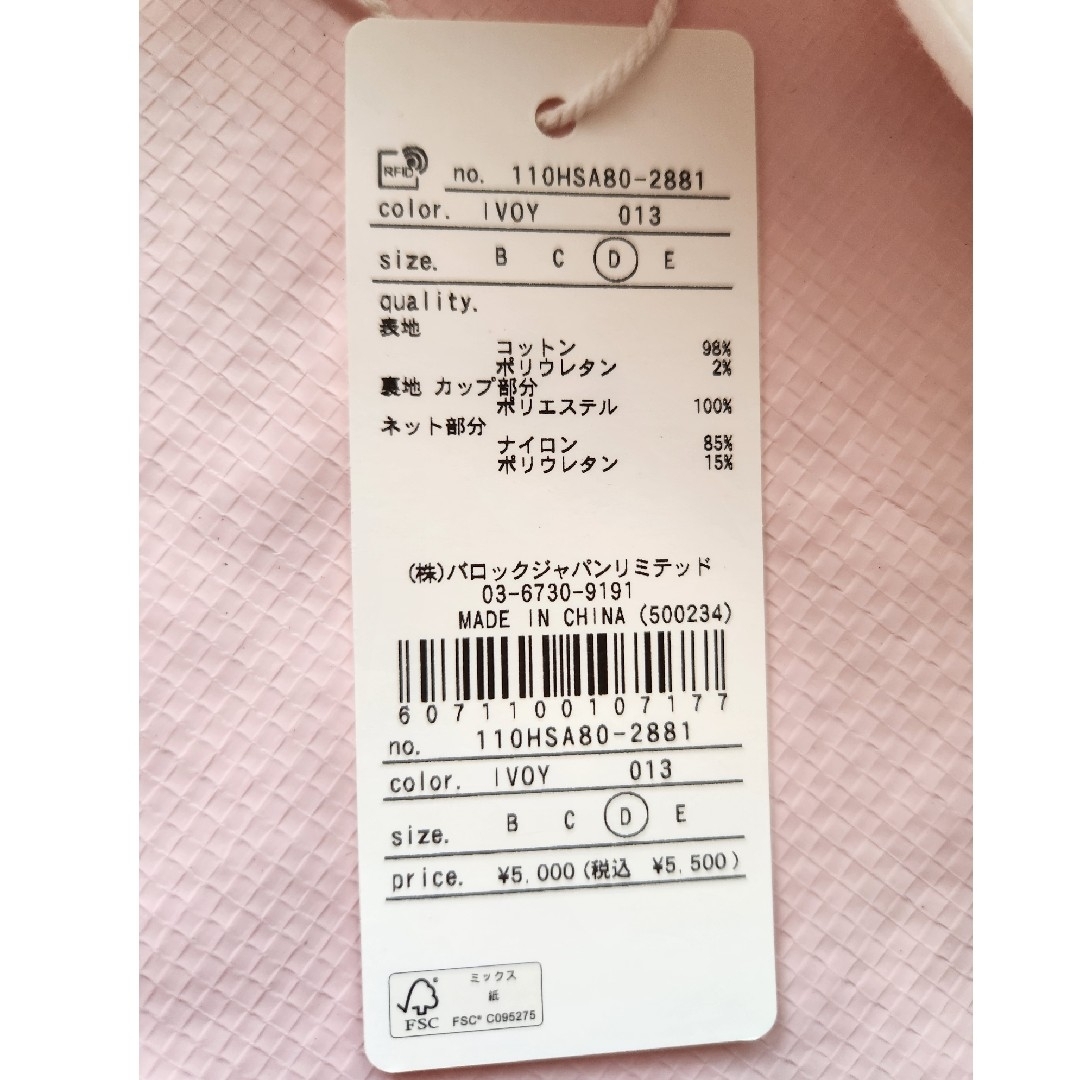 RFID no. 110HSA80-2881
color. IVOY 013
size. B C D E
quality.
表地
コットン 98%
ポリウレタン 2%
裏地 カップ部分
ポリエステル 100%
ネット部分
ナイロン 85%
ポリウレタン 15%
(株)バロックジャパンリミテッド
03-6730-9191
MADE IN CHINA (500234)
6071100107177
no. 110HSA80-2881
color. IVOY 013
size. B C D E
price. ¥5,000 (税込 ¥5,500)
ミックス
紙
FSC® C095275
FSC